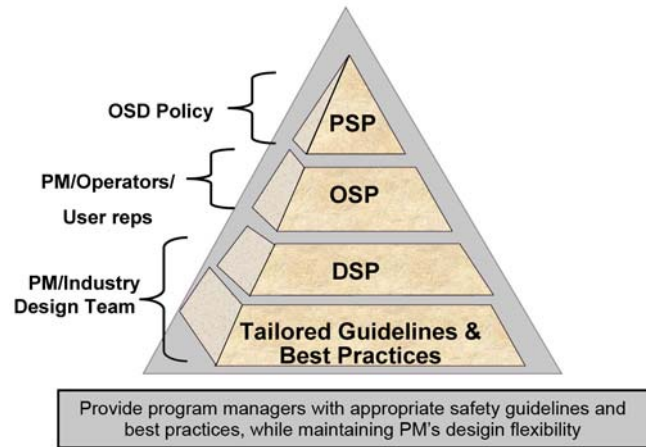 OSD Policy
PSP
PM/Operators/
User reps
OSP
PM/Industry
Design Team
DSP
Tailored Guidelines &
Best Practices
Provide program managers with appropriate safety guidelines and
best practices, while maintaining PM's desigin flexibility